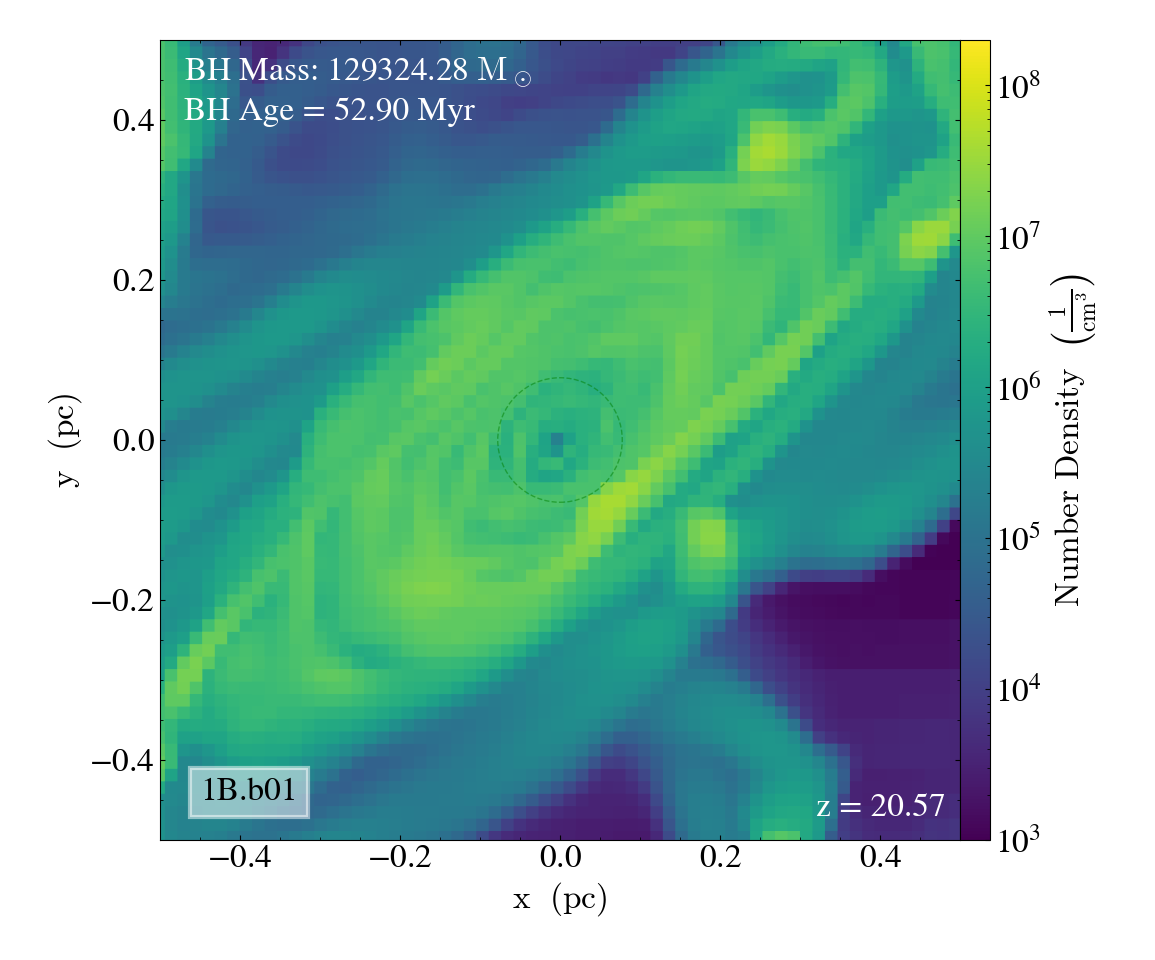 BH Mass: 129324.28 M☉
BH Age = 52.90 Myr
1B.b01
z = 20.57
0.4
0.2
0.0
−0.2
−0.4
y (pc)
−0.4
−0.2
0.0
0.2
0.4
x (pc)
10⁸
10⁷
10⁶
10⁵
10⁴
10³
Number Density (1/cm³)